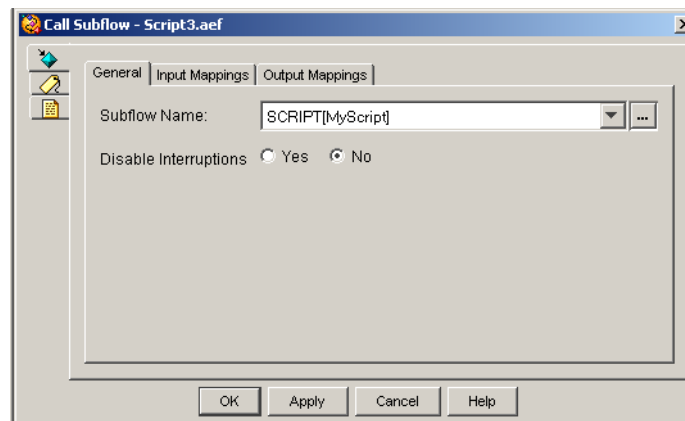 Call Subflow - Script3.aef
General Input Mappings Output Mappings
Subflow Name: SCRIPT[MyScript] ...
Disable Interruptions Yes No
OK Apply Cancel Help